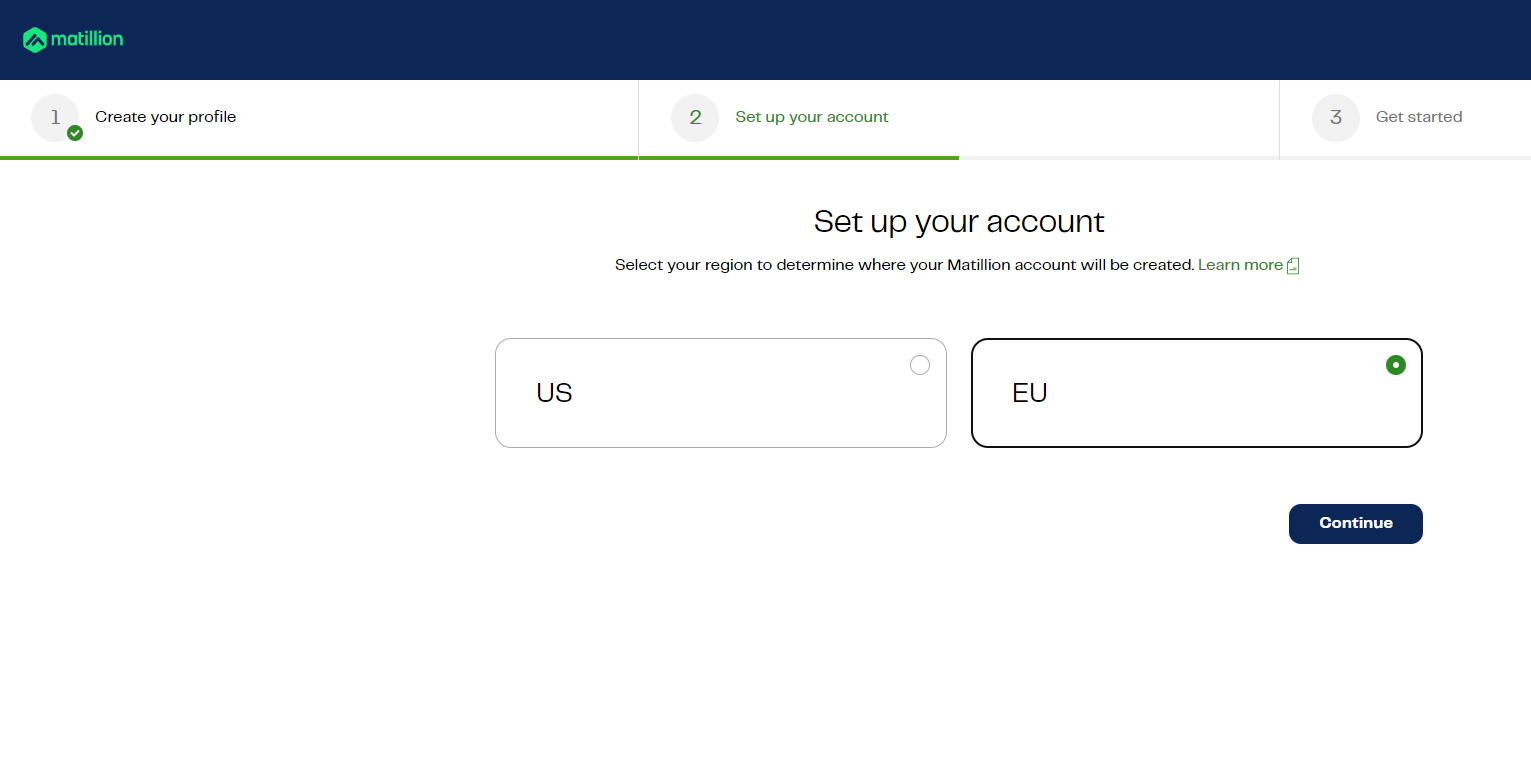 matillion
1 Create your profile
2 Set up your account
3 Get started
Set up your account
Select your region to determine where your Matillion account will be created. Learn more
US
EU
Continue